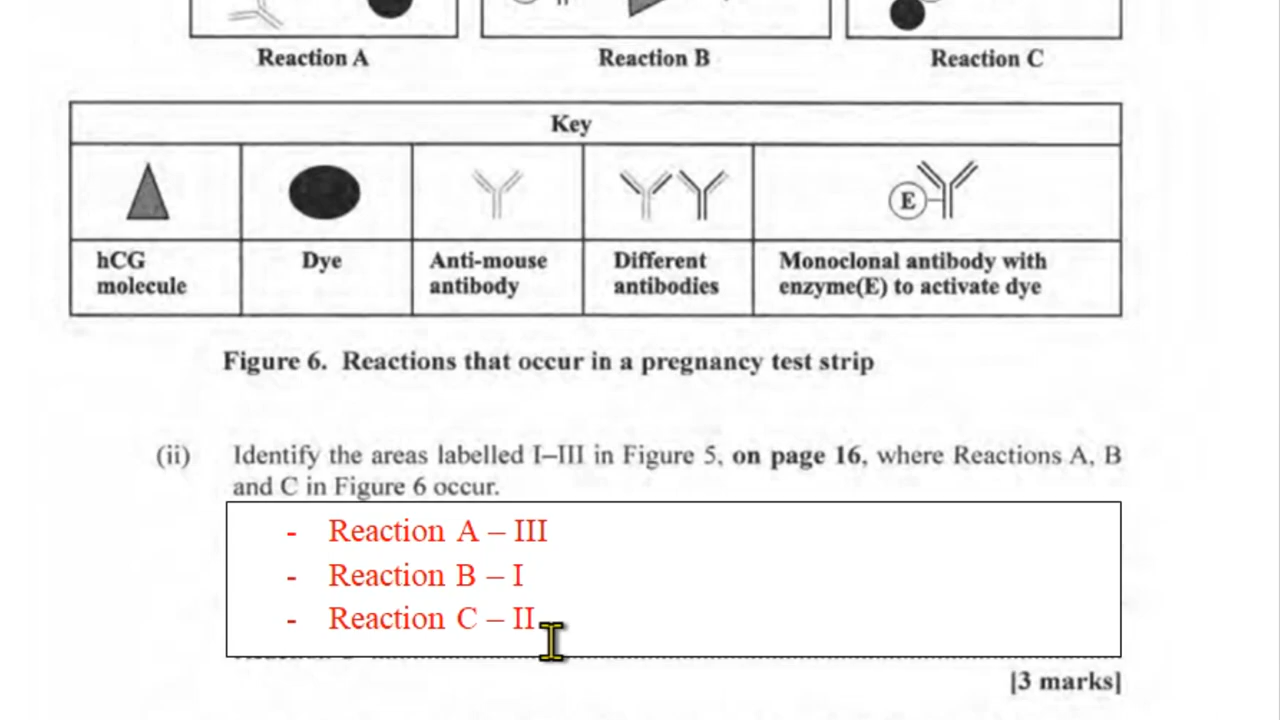 Reaction A
Reaction B
Reaction C
Key
E
hCG
molecule
Dye
Anti-mouse
antibody
Different
antibodies
Monoclonal antibody with
enzyme(E) to activate dye
Figure 6. Reactions that occur in a pregnancy test strip
(ii) Identify the areas labelled I–III in Figure 5, on page 16, where Reactions A, B
and C in Figure 6 occur.
- Reaction A – III
- Reaction B – I
- Reaction C – II
[3 marks]